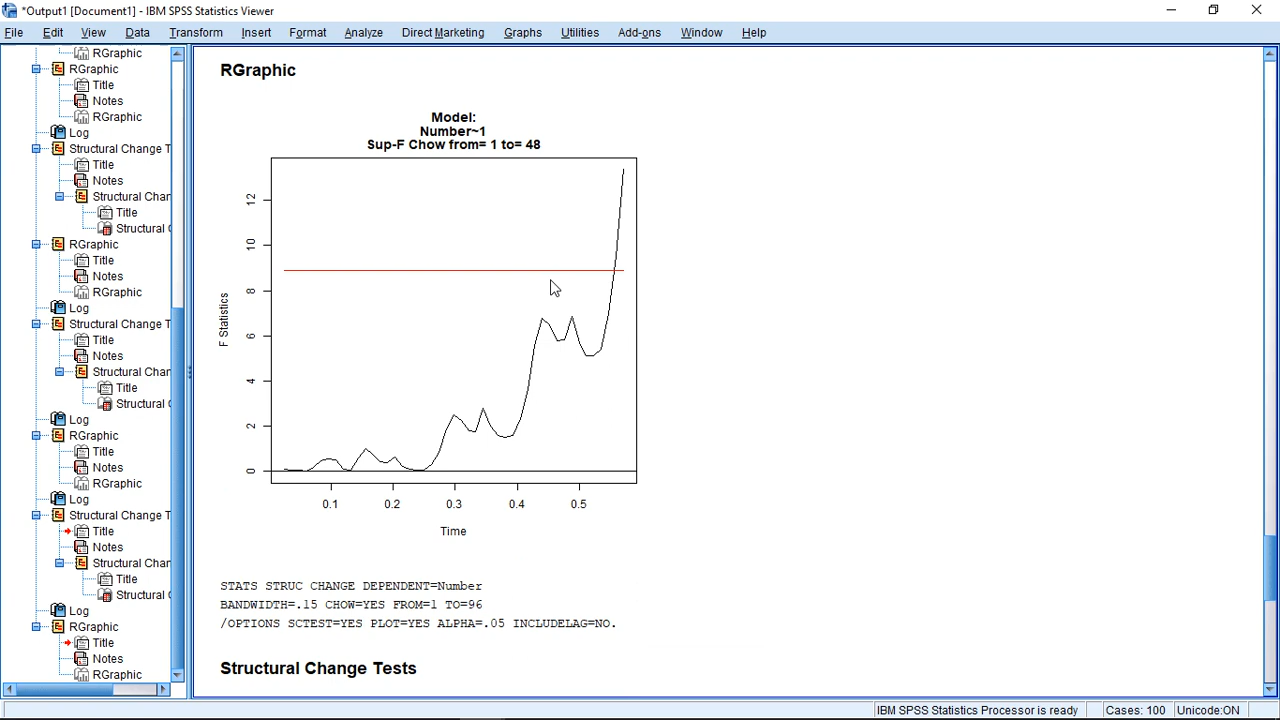 *Output1 [Document1] - IBM SPSS Statistics Viewer
File Edit View Data Transform Insert Format Analyze Direct Marketing Graphs Utilities Add-ons Window Help
RGraphic
RGraphic
Title
Notes
RGraphic
Log
Structural Change T
Title
Notes
Structural Chan
Title
Structural C
RGraphic
Title
Notes
RGraphic
Log
Structural Change T
Title
Notes
Structural Chan
Title
Structural C
Log
RGraphic
Title
Notes
RGraphic
Log
Structural Change T
Title
Notes
Structural Chan
Title
Structural C
Log
RGraphic
Title
Notes
RGraphic
RGraphic
Model:
Number~1
Sup-F Chow from= 1 to= 48
F Statistics
12
10
8
6
4
2
0
0.1 0.2 0.3 0.4 0.5
Time
STATS STRUC CHANGE DEPENDENT=Number
BANDWIDTH=.15 CHOW=YES FROM=1 TO=96
/OPTIONS SCTEST=YES PLOT=YES ALPHA=.05 INCLUDELAG=NO.
Structural Change Tests
IBM SPSS Statistics Processor is ready Cases: 100 Unicode:ON